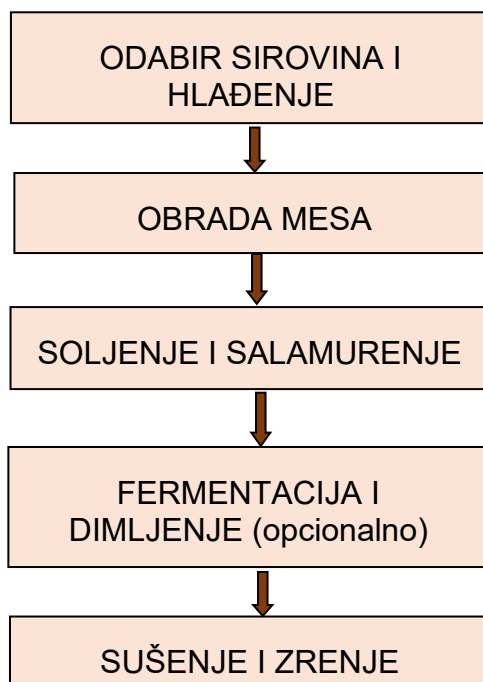 ODABIR SIROVINA I
HLAĐENJE
OBRADA MESA
SOLJENJE I SALAMURENJE
FERMENTACIJA I
DIMLJENJE (opcionalno)
SUŠENJE I ZRENJE